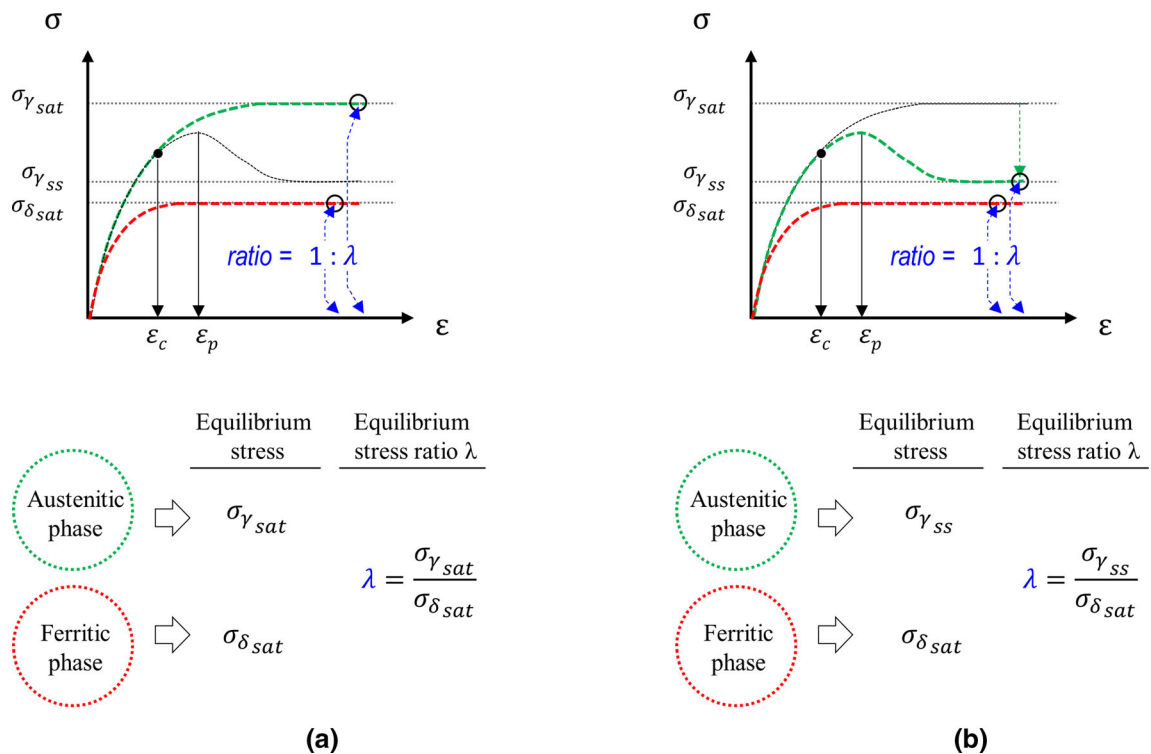 σ
σγsat
σγss
σδsat
ratio = 1 : λ
ε
εc
εp
Equilibrium stress
Equilibrium stress ratio λ
Austenitic phase
σγsat
λ = σγsat / σδsat
Ferritic phase
σδsat
(a)
σ
σγsat
σγss
σδsat
ratio = 1 : λ
ε
εc
εp
Equilibrium stress
Equilibrium stress ratio λ
Austenitic phase
σγss
λ = σγss / σδsat
Ferritic phase
σδsat
(b)